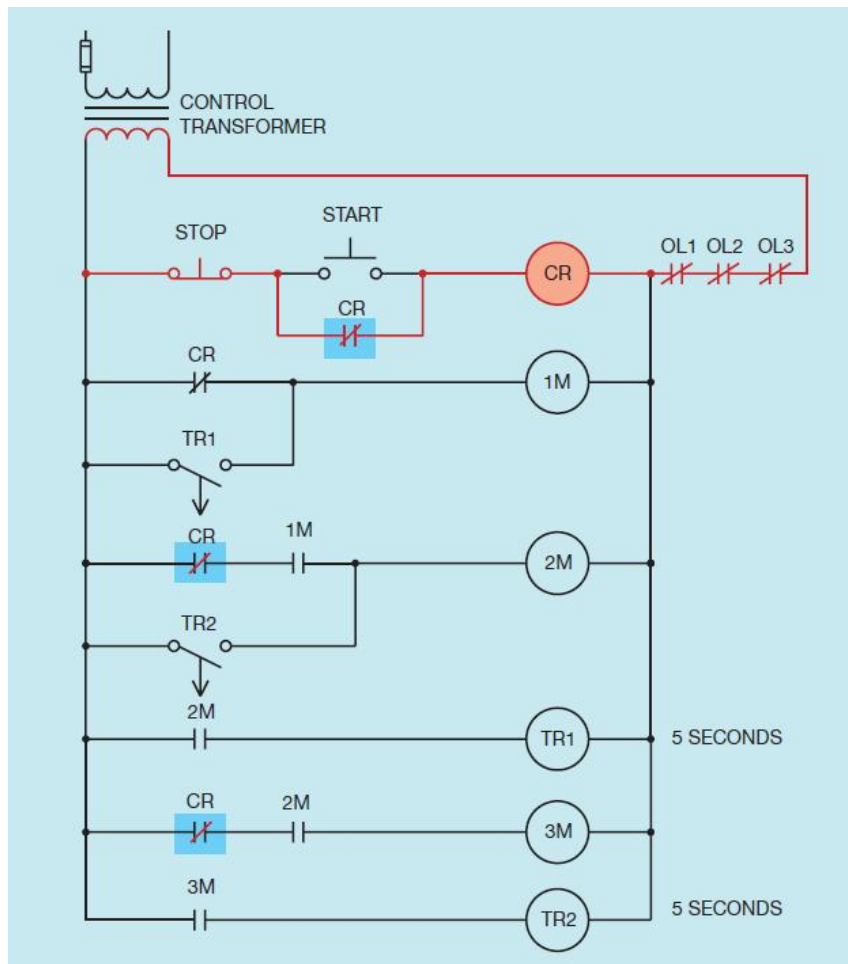 CONTROL
TRANSFORMER
START
STOP
OL1 OL2 OL3
CR
CR
CR
1M
TR1
CR
1M
2M
TR2
2M
TR1
5 SECONDS
CR
2M
3M
3M
TR2
5 SECONDS